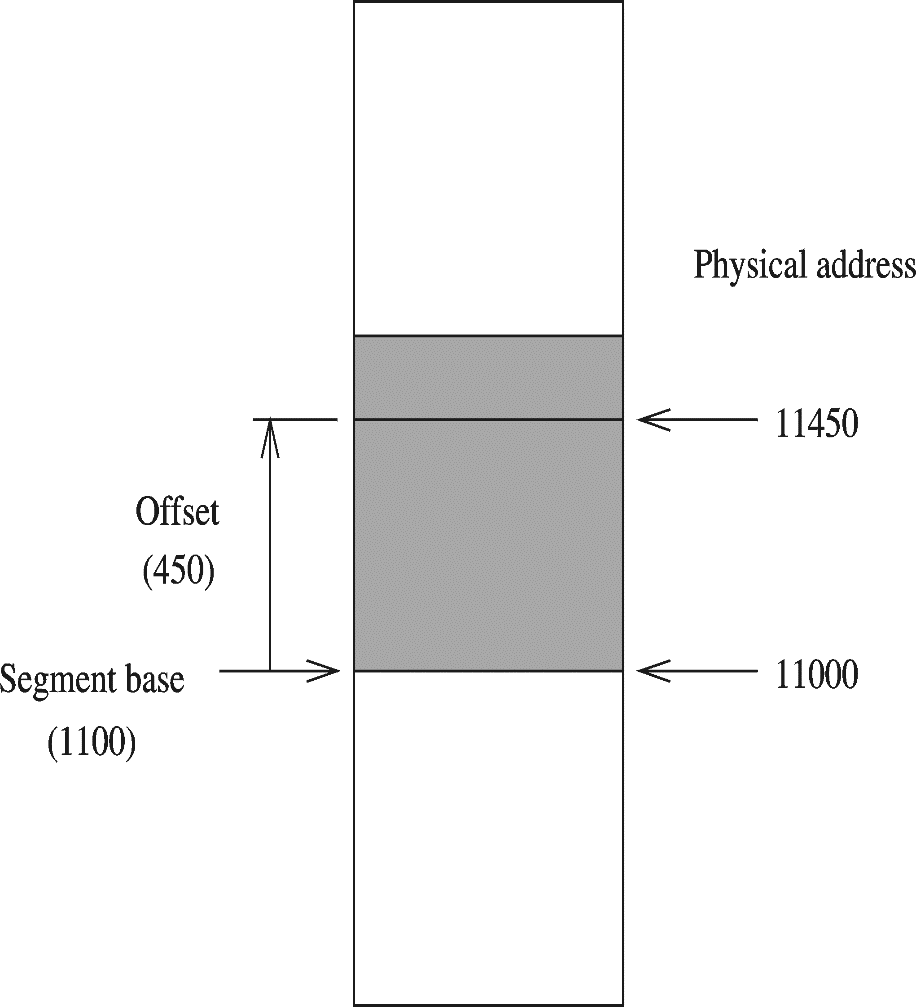 Physical address
11450
Offset
(450)
Segment base
11000
(1100)